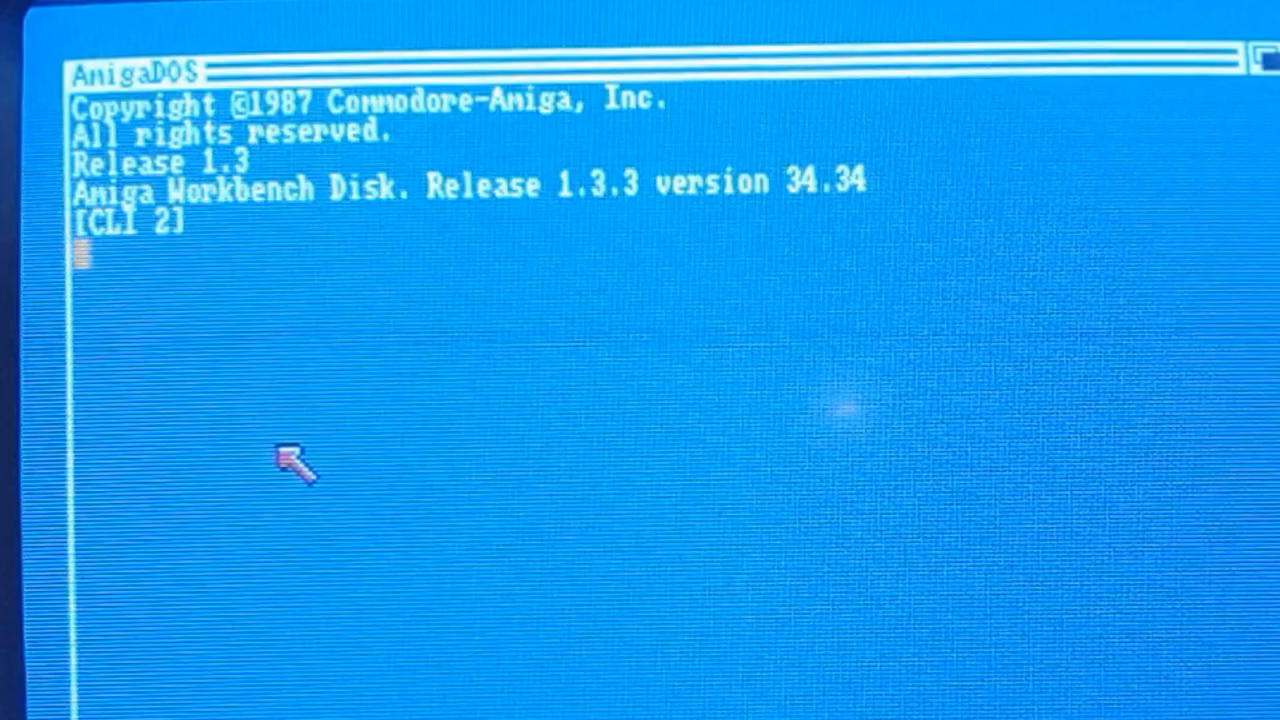 AmigaDOS
Copyright ©1987 Commodore-Amiga, Inc.
All rights reserved.
Release 1.3
Amiga Workbench Disk. Release 1.3.3 version 34.34
[CLI 2]